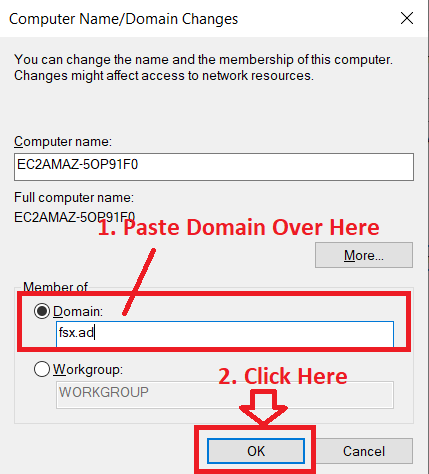 Computer Name/Domain Changes
You can change the name and the membership of this computer.
Changes might affect access to network resources.
Computer name:
EC2AMAZ-5OP91F0
Full computer name:
EC2AMAZ-5OP91F0
1. Paste Domain Over Here
More...
Member of
Domain:
fsx.ad
Workgroup:
2. Click Here
WORKGROUP
OK
Cancel